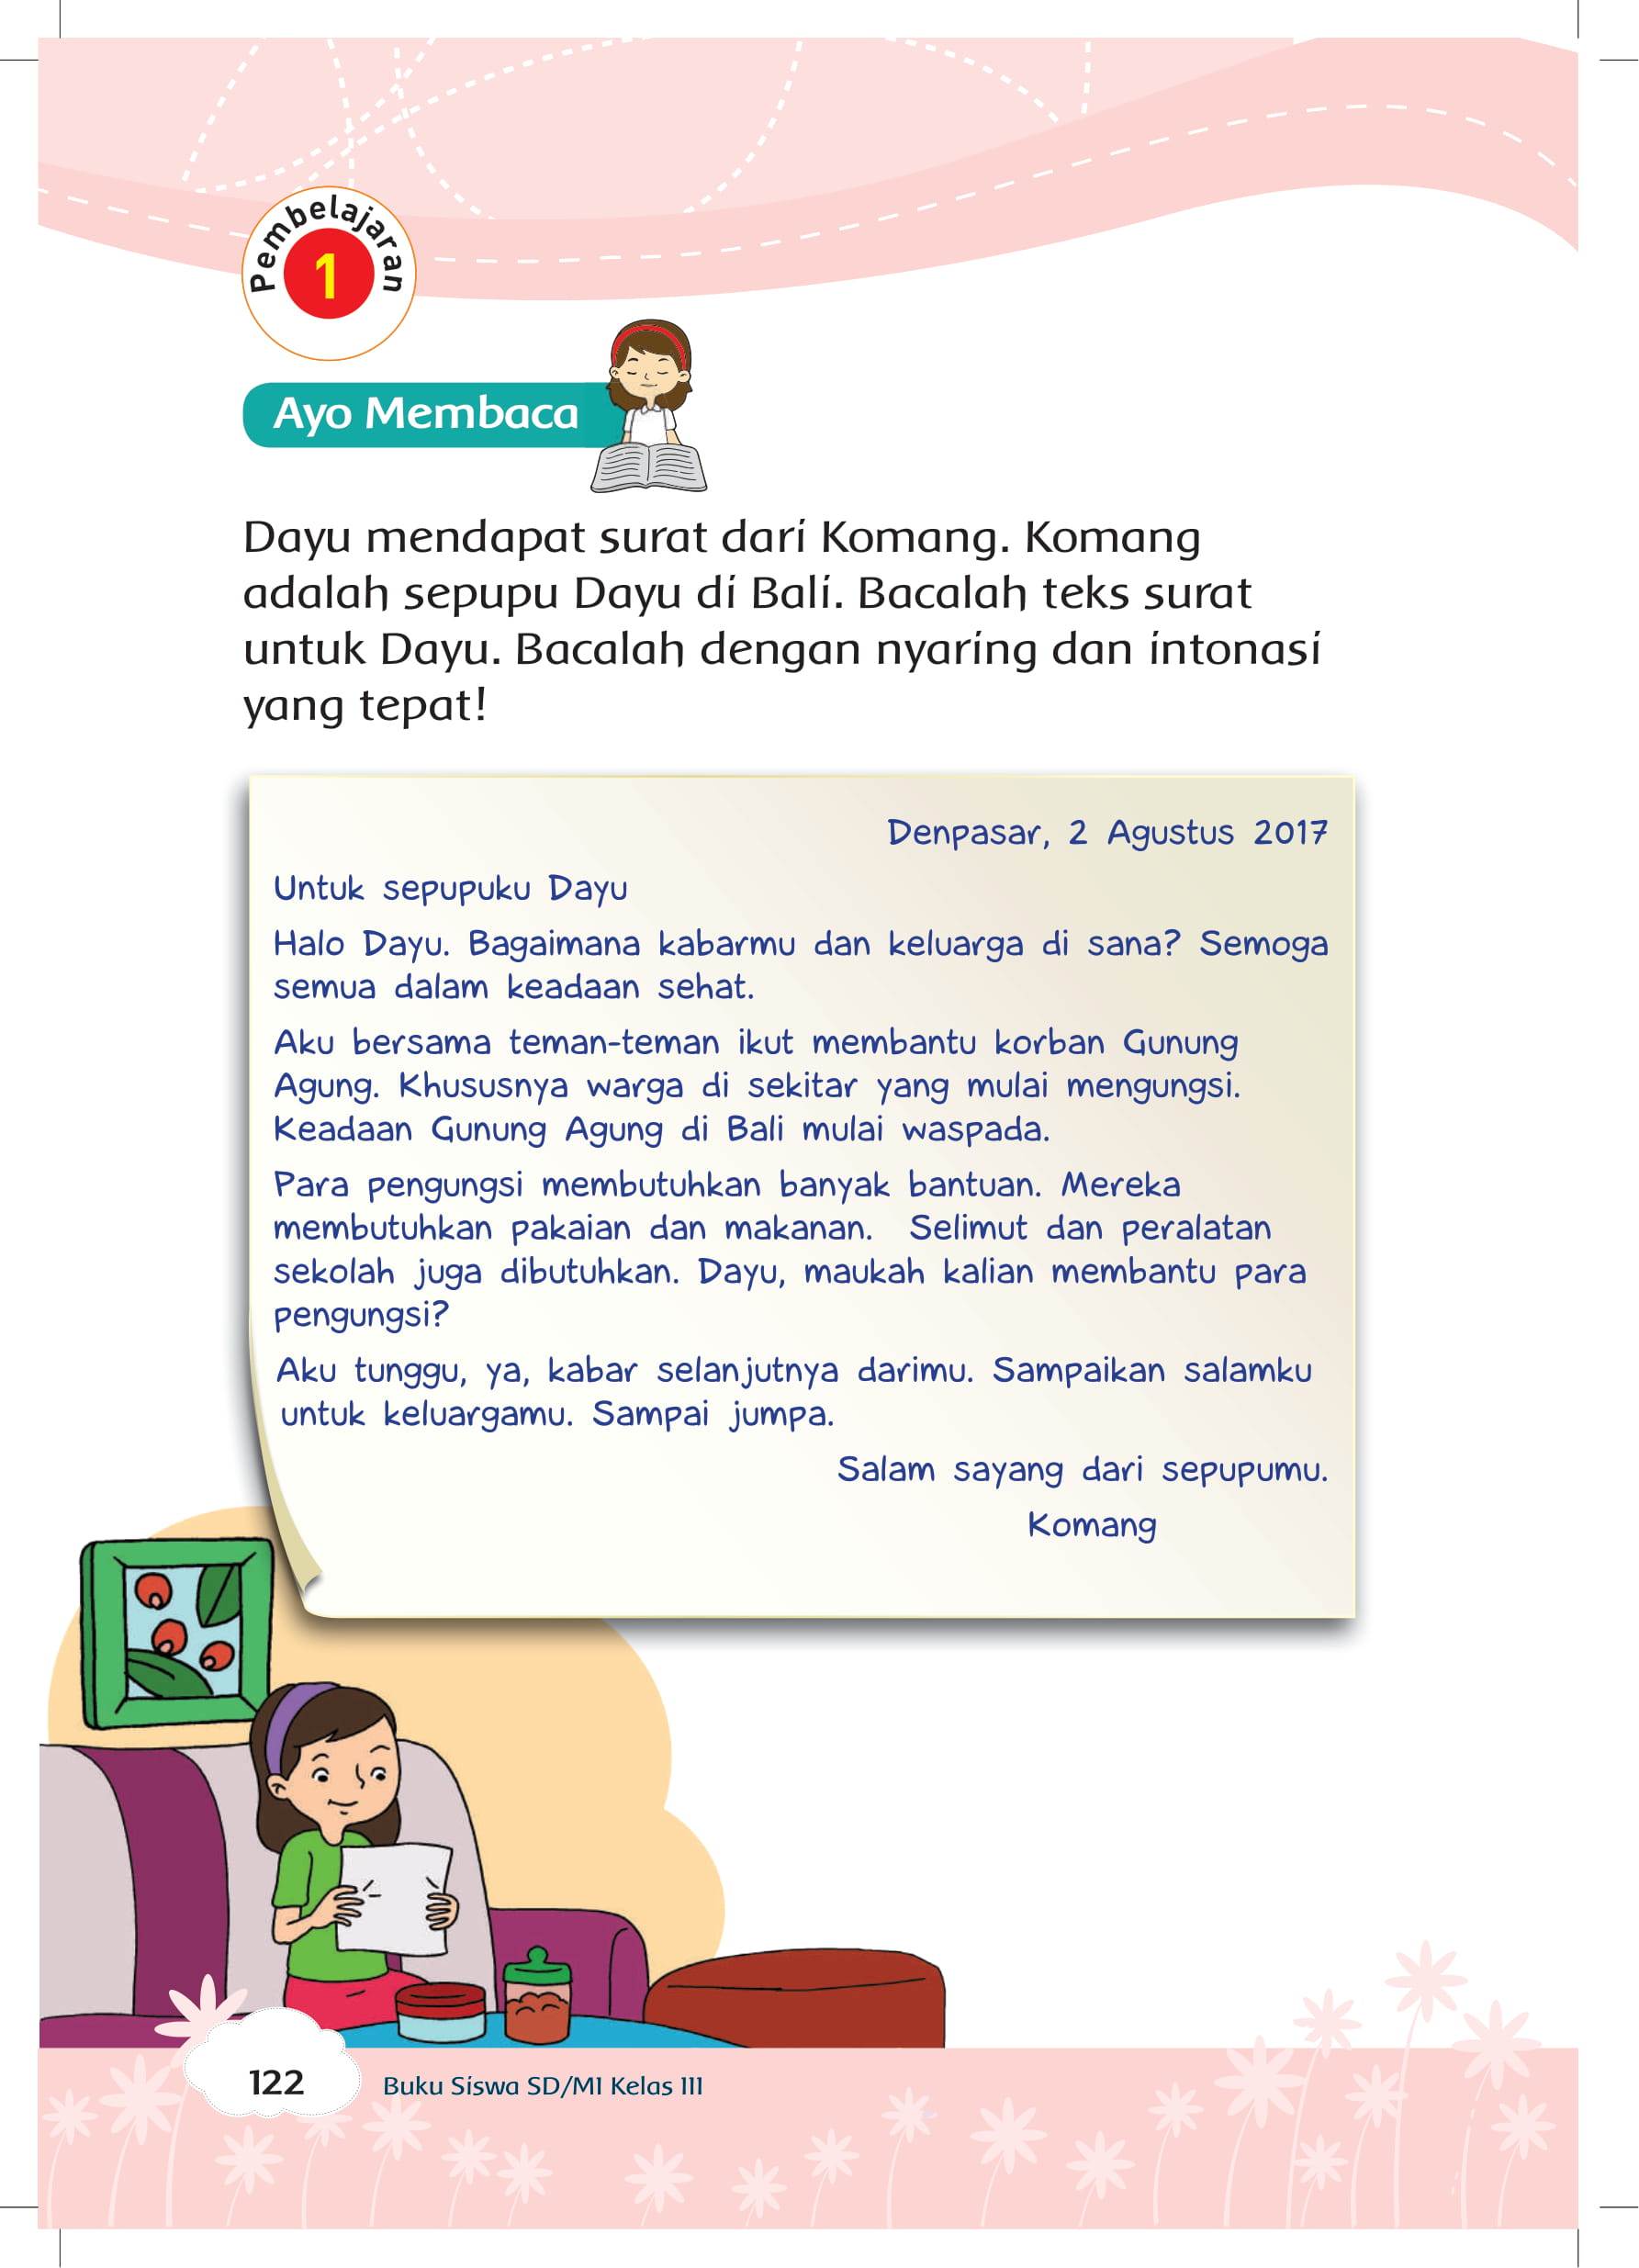 Pembelajaran
1
Ayo Membaca
Dayu mendapat surat dari Komang. Komang
adalah sepupu Dayu di Bali. Bacalah teks surat
untuk Dayu. Bacalah dengan nyaring dan intonasi
yang tepat!
Denpasar, 2 Agustus 2017
Untuk sepupuku Dayu
Halo Dayu. Bagaimana kabarmu dan keluarga di sana? Semoga
semua dalam keadaan sehat.
Aku bersama teman-teman ikut membantu korban Gunung
Agung. Khususnya warga di sekitar yang mulai mengungsi.
Keadaan Gunung Agung di Bali mulai waspada.
Para pengungsi membutuhkan banyak bantuan. Mereka
membutuhkan pakaian dan makanan. Selimut dan peralatan
sekolah juga dibutuhkan. Dayu, maukah kalian membantu para
pengungsi?
Aku tunggu, ya, kabar selanjutnya darimu. Sampaikan salamku
untuk keluargamu. Sampai jumpa.
Salam sayang dari sepupumu.
Komang
122
Buku Siswa SD/MI Kelas III